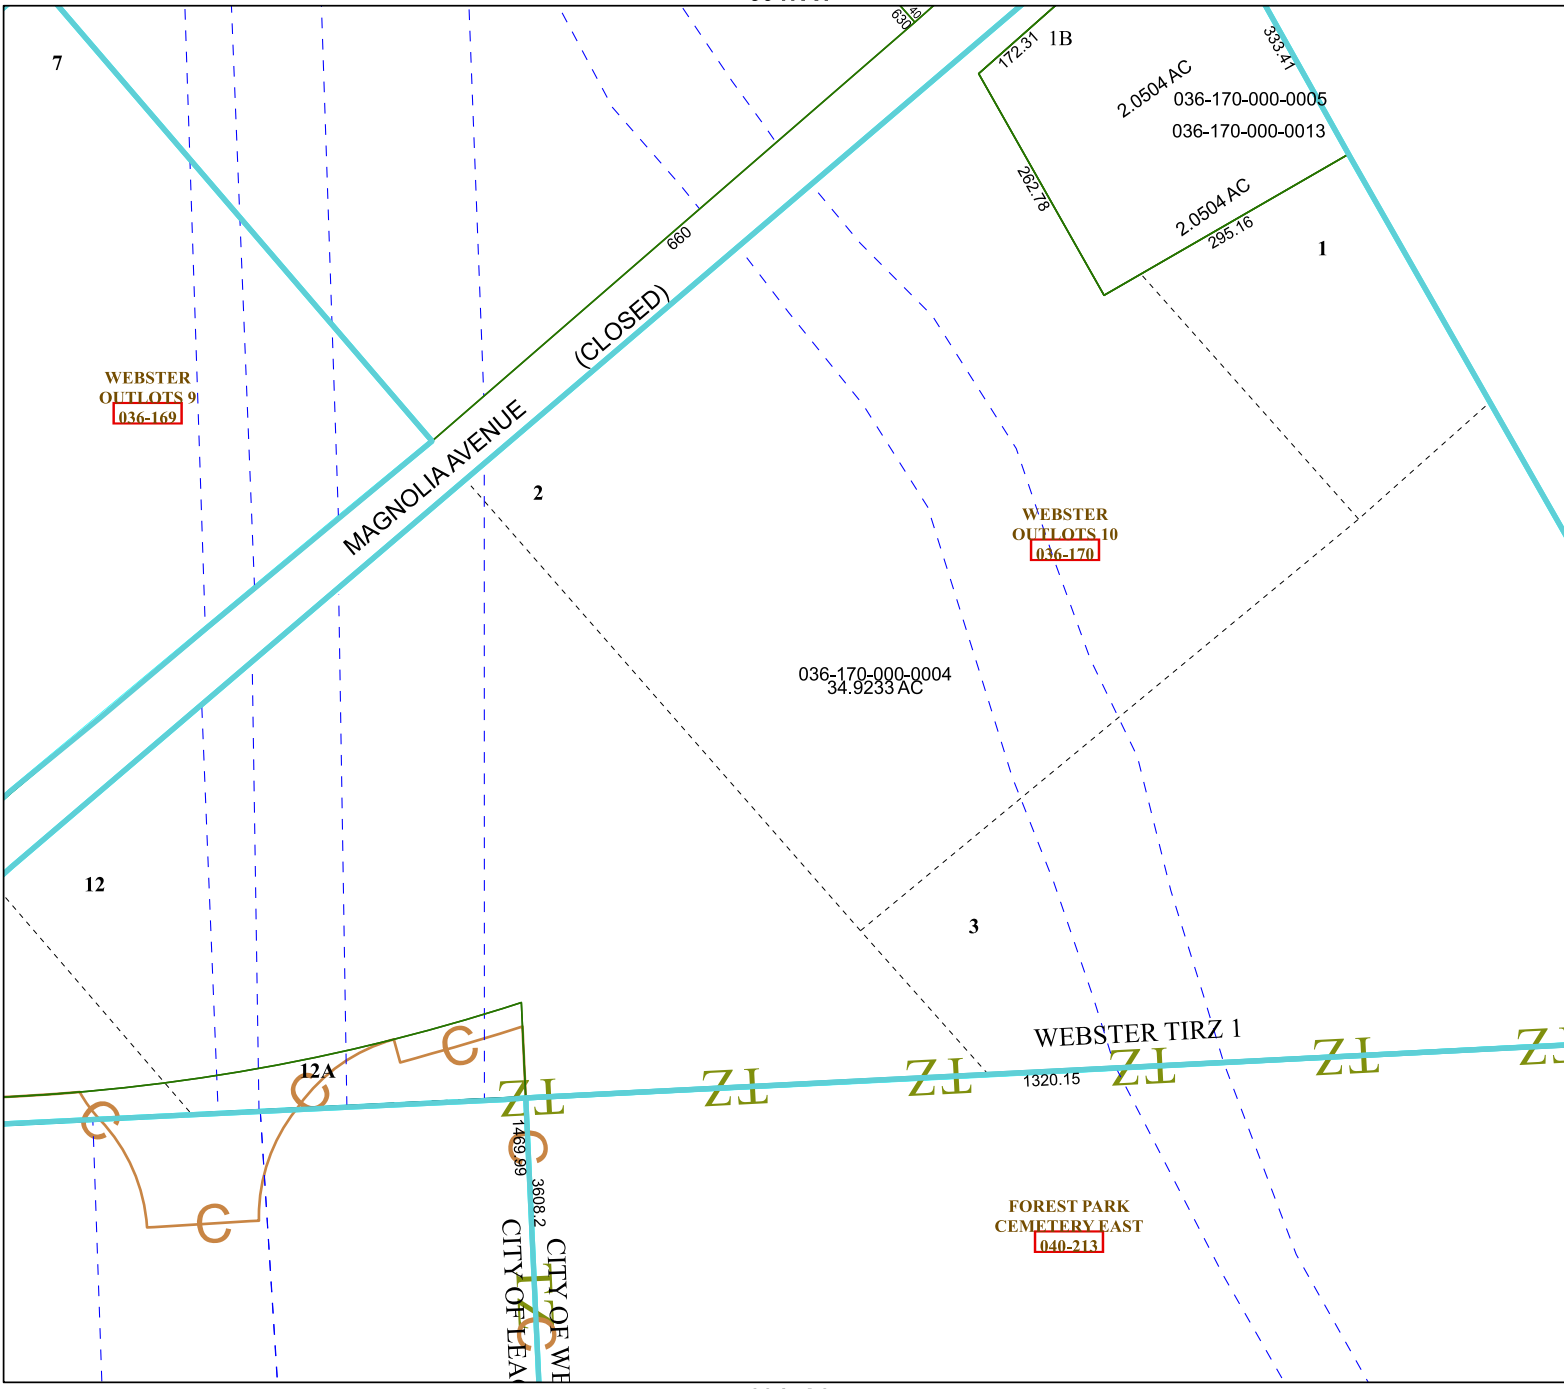 7
630
40
172.31
1B
333.41
2.0504 AC
036-170-000-0005
036-170-000-0013
262.78
2.0504 AC
295.16
1
660
(CLOSED)
MAGNOLIA AVENUE
WEBSTER
OUTLOTS 9
036-169
2
WEBSTER
OUTLOTS 10
036-170
036-170-000-0004
34.9233 AC
12
3
WEBSTER TIRZ 1
12A
C
C
C
C
TZ
TZ
TZ
TZ
TZ
1320.15
1469.99
C
3608.2
FOREST PARK
CEMETERY EAST
040-213
CITY OF LEAG
CITY OF WE
TZ
C